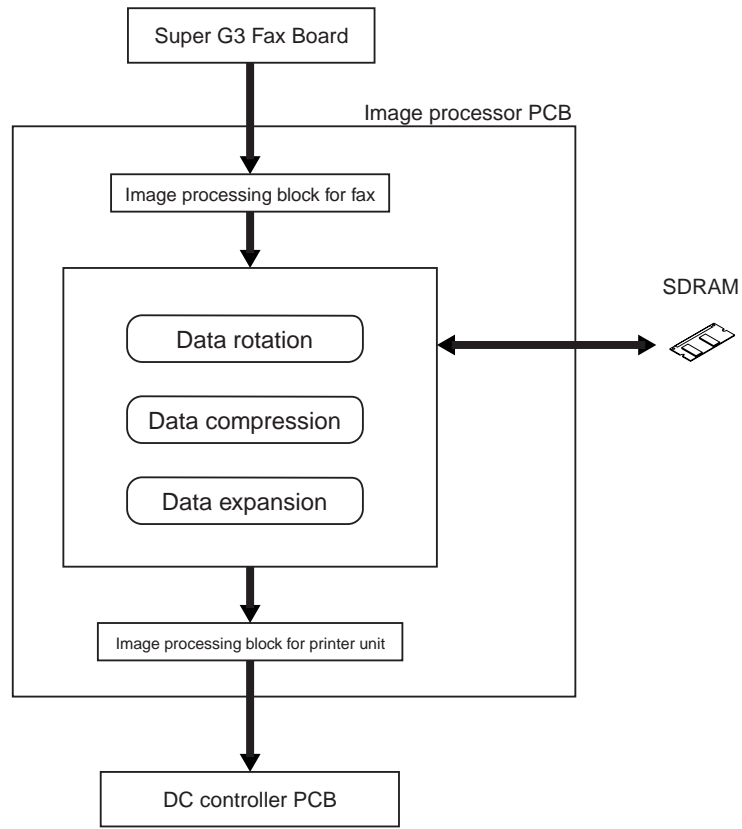 Super G3 Fax Board
Image processor PCB
Image processing block for fax
SDRAM
Data rotation
Data compression
Data expansion
Image processing block for printer unit
DC controller PCB